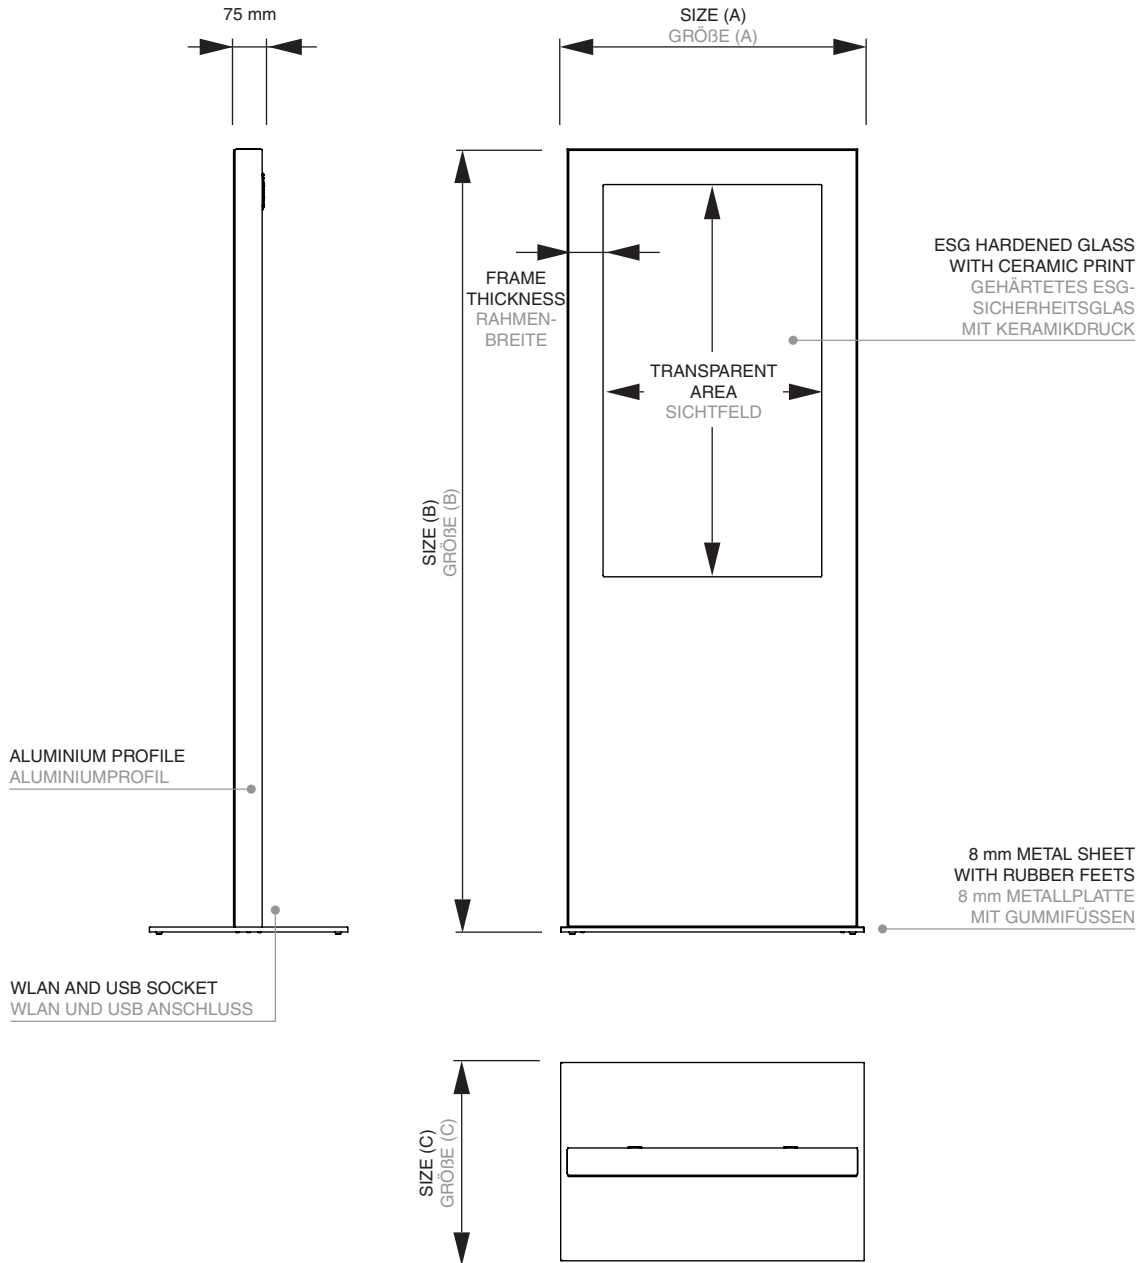 75 mm
SIZE (A)
GRÖßE (A)
ESG HARDENED GLASS
WITH CERAMIC PRINT
GEHÄRTETES ESG-
SICHERHEITSGLAS
MIT KERAMIKDRUCK
FRAME
THICKNESS
RAHMEN-
BREITE
TRANSPARENT
AREA
SICHTFELD
SIZE (B)
GRÖßE (B)
ALUMINIUM PROFILE
ALUMINIUMPROFIL
8 mm METAL SHEET
WITH RUBBER FEETS
8 mm METALLPLATTE
MIT GUMMIFÜSSEN
WLAN AND USB SOCKET
WLAN UND USB ANSCHLUSS
SIZE (C)
GRÖßE (C)